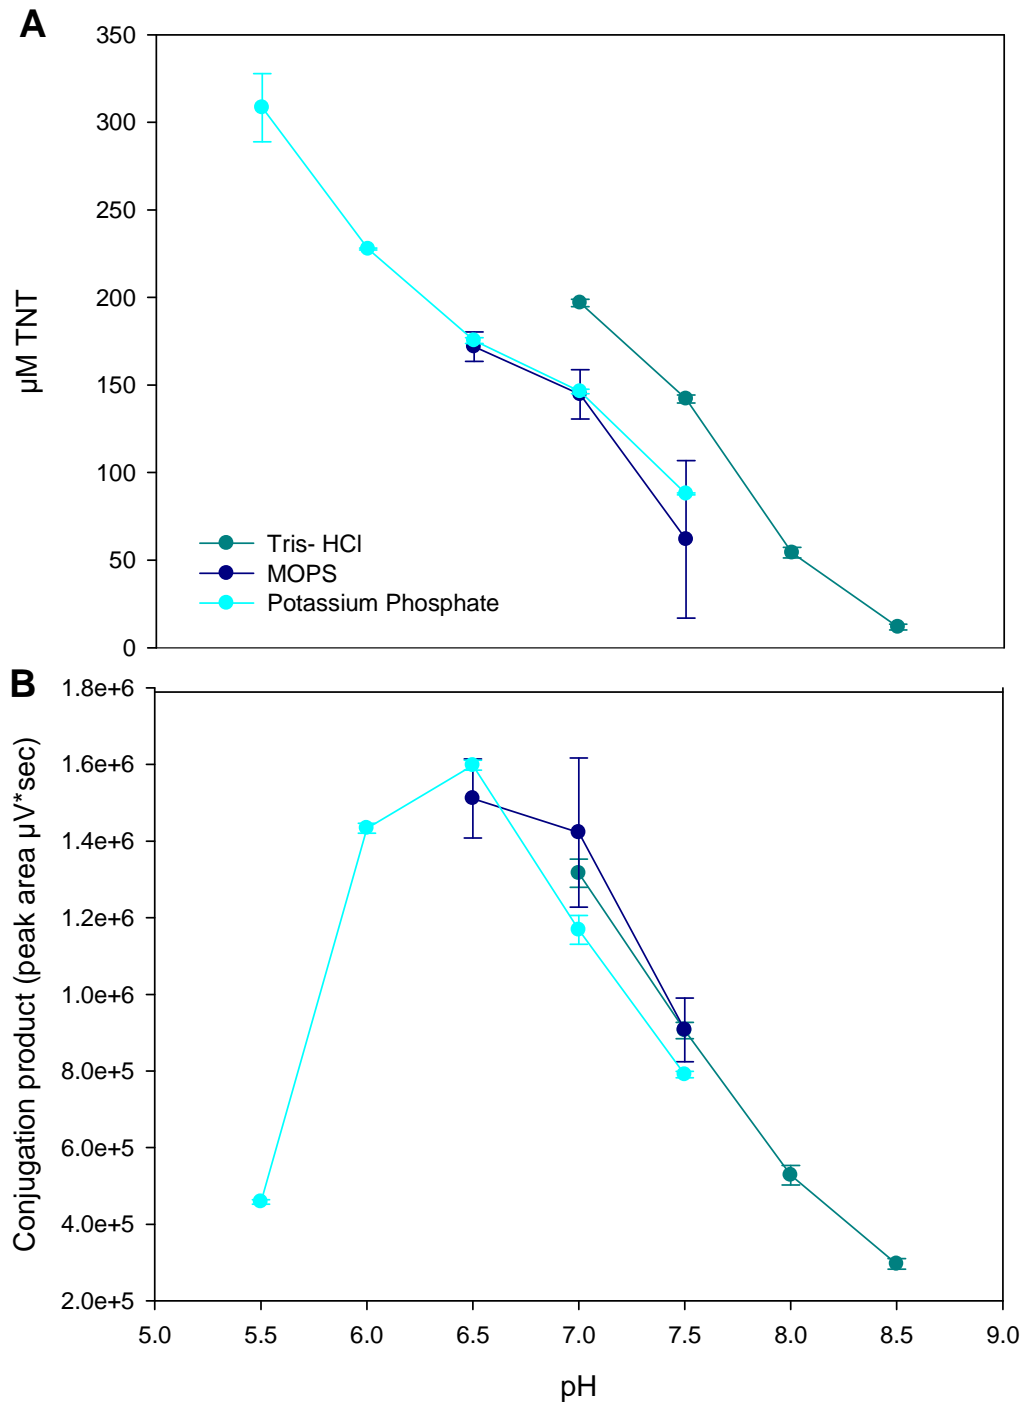 A
350
300
250
200
150
100
50
0
µM TNT
Tris- HCl
MOPS
Potassium Phosphate
B
1.8e+6
1.6e+6
1.4e+6
1.2e+6
1.0e+6
8.0e+5
6.0e+5
4.0e+5
2.0e+5
Conjugation product (peak area µV*sec)
5.0 5.5 6.0 6.5 7.0 7.5 8.0 8.5 9.0
pH